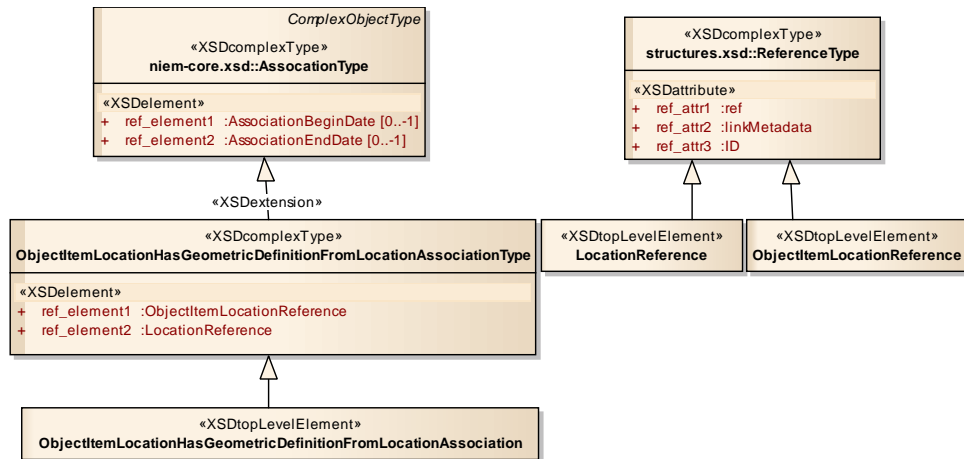 ComplexObjectType
«XSDcomplexType»
niem-core.xsd::AssocationType
«XSDelement»
+ ref_element1 :AssociationBeginDate [0..-1]
+ ref_element2 :AssociationEndDate [0..-1]
«XSDcomplexType»
structures.xsd::ReferenceType
«XSDattribute»
+ ref_attr1 :ref
+ ref_attr2 :linkMetadata
+ ref_attr3 :ID
«XSDextension»
«XSDcomplexType»
ObjectItemLocationHasGeometricDefinitionFromLocationAssociationType
«XSDelement»
+ ref_element1 :ObjectItemLocationReference
+ ref_element2 :LocationReference
«XSDtopLevelElement»
LocationReference
«XSDtopLevelElement»
ObjectItemLocationReference
«XSDtopLevelElement»
ObjectItemLocationHasGeometricDefinitionFromLocationAssociation